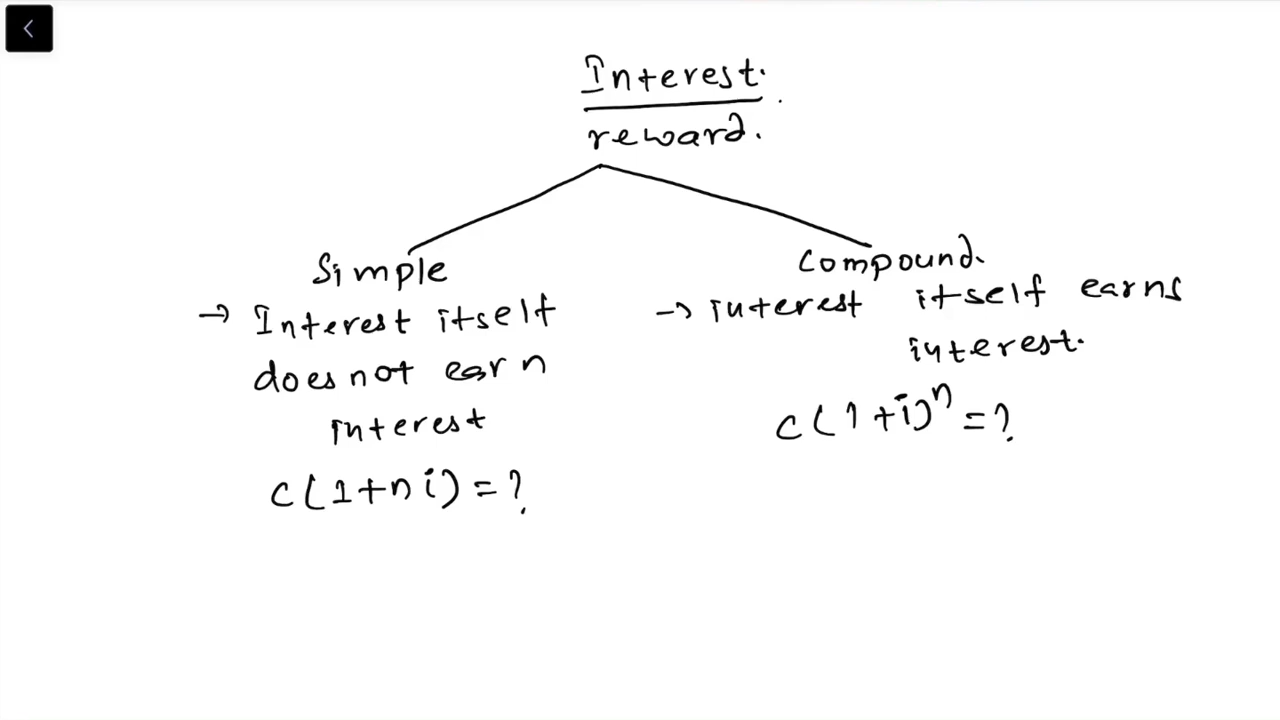 Interest.
reward.
Simple
→ Interest itself
does not earn
interest
c(1+ni) = ?
Compound.
→ interest itself earns
interest.
c(1+i)ⁿ = ?